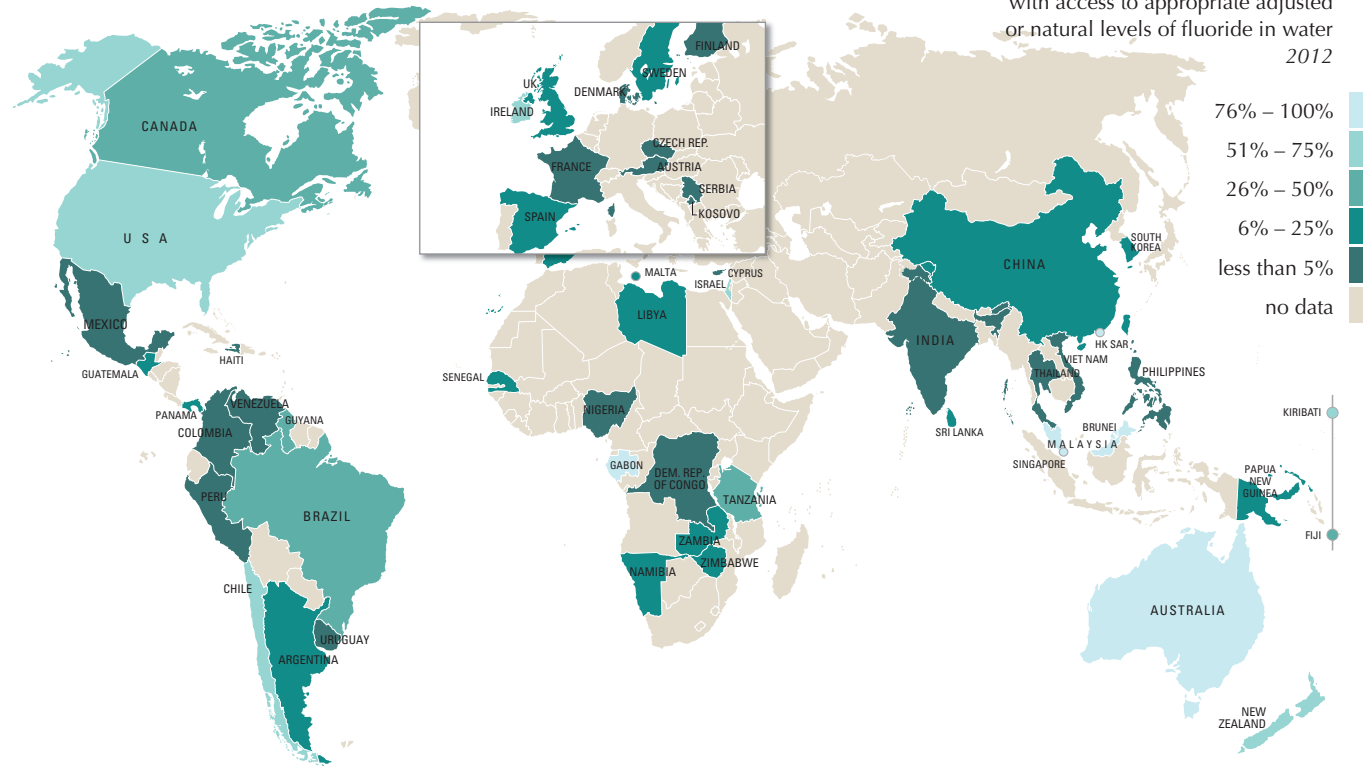 with access to appropriate adjusted
or natural levels of fluoride in water
2012
76% – 100%
51% – 75%
26% – 50%
6% – 25%
less than 5%
no data
CANADA
U S A
MEXICO
GUATEMALA
HAITI
PANAMA
VENEZUELA
GUYANA
COLOMBIA
PERU
BRAZIL
CHILE
URUGUAY
ARGENTINA
FINLAND
SWEDEN
UK
DENMARK
IRELAND
CZECH REP.
FRANCE
AUSTRIA
SERBIA
KOSOVO
SPAIN
MALTA
CYPRUS
ISRAEL
LIBYA
SENEGAL
NIGERIA
GABON
DEM. REP.
OF CONGO
TANZANIA
ZAMBIA
ZIMBABWE
NAMIBIA
CHINA
SOUTH
KOREA
INDIA
HK SAR
VIET NAM
THAILAND
PHILIPPINES
SRI LANKA
BRUNEI
MALAYSIA
SINGAPORE
KIRIBATI
PAPUA
NEW
GUINEA
FIJI
AUSTRALIA
NEW
ZEALAND